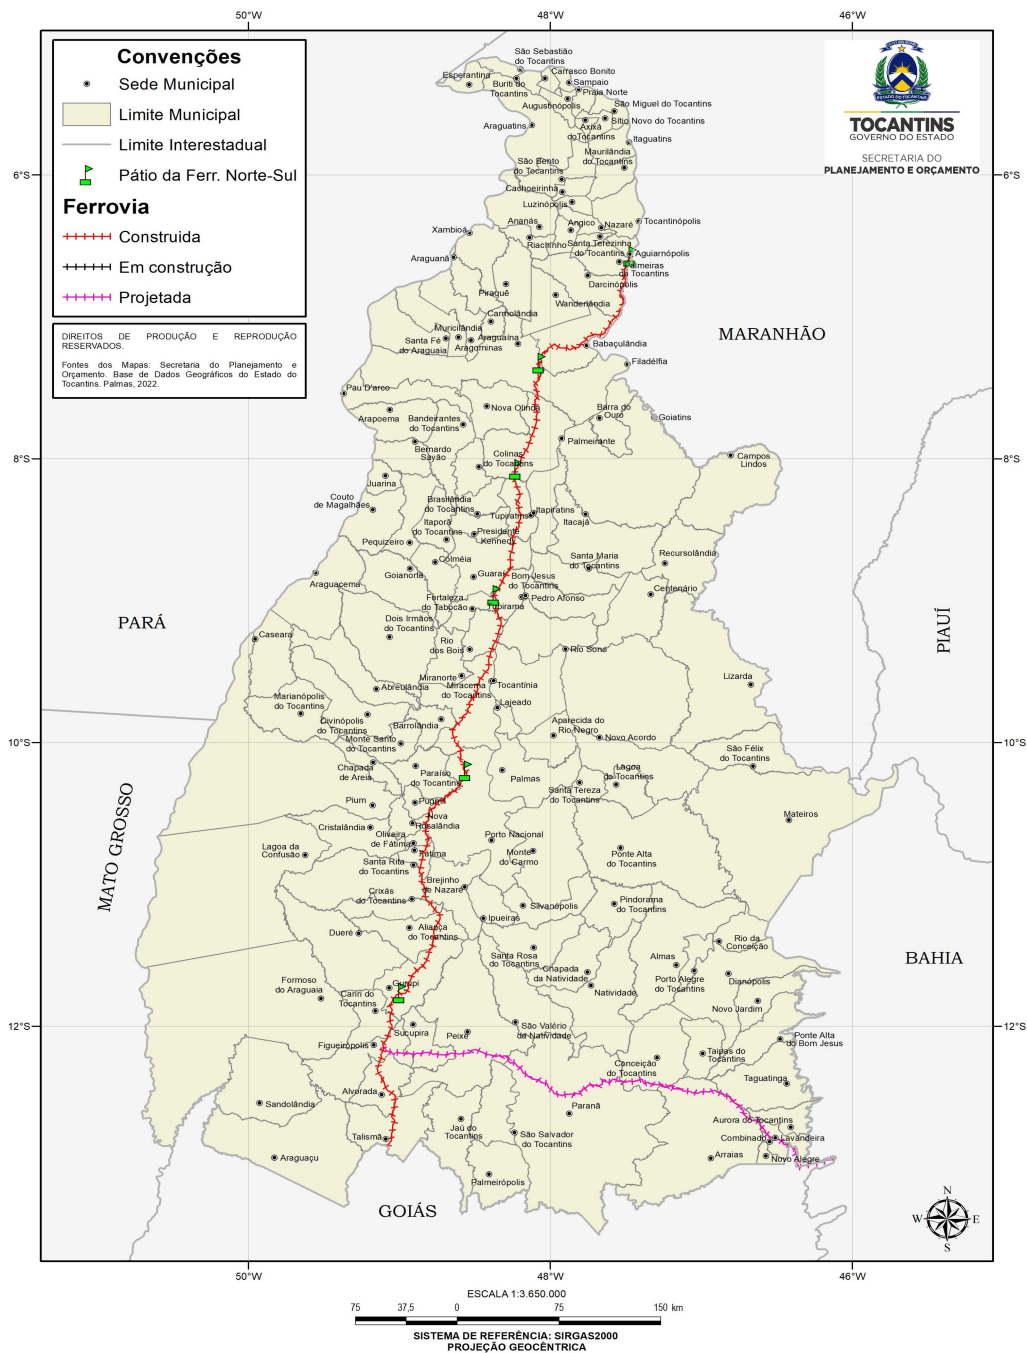 50°W
48°W
46°W
Convenções
Sede Municipal
Limite Municipal
Limite Interestadual
Pátio da Ferr. Norte-Sul
Ferrovia
Construida
Em construção
Projetada
DIREITOS DE PRODUÇÃO E REPRODUÇÃO
RESERVADOS.
Fontes dos Mapas: Secretaria do Planejamento e
Orçamento. Base de Dados Geográficos do Estado do
Tocantins. Palmas, 2022.
TOCANTINS
GOVERNO DO ESTADO
SECRETARIA DO
PLANEJAMENTO E ORÇAMENTO
São Sebastião
do Tocantins
Esperantina
Buriti do
Tocantins
Carrasco Bonito
Sampaio
Praia Norte
Augustinópolis
São Miguel do Tocantins
Araguatins
Axixá
do Tocantins
Sítio Novo do Tocantins
Itaguatins
Maurilândia
do Tocantins
São Bento
do Tocantins
6°S
6°S
Cachoeirinha
Luzinópolis
Ananás
Angico
Nazaré
Tocantinópolis
Xambioá
Riachinho
Santa Terezinha
do Tocantins
Aguiarnópolis
Araguanã
Palmeiras
do Tocantins
Darcinópolis
Piraquê
Wanderlândia
Carmolândia
Muricilândia
Santa Fé
do Araguaia
Araguaína
Aragominas
Babaçulândia
MARANHÃO
Filadélfia
Pau D'arco
Arapoema
Nova Olinda
Bandeirantes
do Tocantins
Barra do
Ouro
Goiatins
Bernardo
Sayão
Palmeirante
8°S
Colinas
do Tocantins
Campos
Lindos
8°S
Juarina
Couto
de Magalhães
Brasilândia
do Tocantins
Tupiratins
Itapiratins
Itacajá
Itaporã
do Tocantins
Presidente
Kennedy
Pequizeiro
Colméia
Goianorte
Guaraí
Santa Maria
do Tocantins
Recursolândia
Araguacema
Bom Jesus
do Tocantins
Centenário
Fortaleza
do Tabocão
Tupirama
Pedro Afonso
PARÁ
Dois Irmãos
do Tocantins
PIAUÍ
Caseara
Rio
dos Bois
Rio Sono
Miranorte
Miracema
do Tocantins
Tocantínia
Lizarda
Abreulândia
Marianópolis
do Tocantins
Lajeado
Divinópolis
do Tocantins
Barrolândia
Aparecida do
Rio Negro
Novo Acordo
10°S
Monte Santo
do Tocantins
São Félix
do Tocantins
10°S
Chapada
de Areia
Paraíso
do Tocantins
Palmas
Lagoa
do Tocantins
Santa Tereza
do Tocantins
Pium
Pugmil
Mateiros
Nova
Rosalândia
Cristalândia
Oliveira
de Fátima
Fátima
Porto Nacional
MATO GROSSO
Lagoa da
Confusão
Santa Rita
do Tocantins
Monte
do Carmo
Ponte Alta
do Tocantins
Brejinho
de Nazaré
Crixás
do Tocantins
Silvanópolis
Pindorama
do Tocantins
Ipueiras
Dueré
Aliança
do Tocantins
Rio da
Conceição
Santa Rosa
do Tocantins
Almas
BAHIA
Chapada
da Natividade
Porto Alegre
do Tocantins
Dianópolis
Formoso
do Araguaia
Gurupi
Cariri do
Tocantins
Natividade
Novo Jardim
12°S
Sucupira
Peixe
São Valério
da Natividade
12°S
Figueirópolis
Ponte Alta
do Bom Jesus
Taipas do
Tocantins
Conceição
do Tocantins
Taguatinga
Alvorada
Sandolândia
Paranã
Aurora do Tocantins
Talismã
Jaú do
Tocantins
São Salvador
do Tocantins
Combinado
Lavandeira
Araguaçu
Arraias
Novo Alegre
Palmeirópolis
GOIÁS
N
W
E
S
50°W
48°W
46°W
ESCALA 1:3.650.000
75
37,5
0
75
150 km
SISTEMA DE REFERÊNCIA: SIRGAS2000
PROJEÇÃO GEOCÊNTRICA